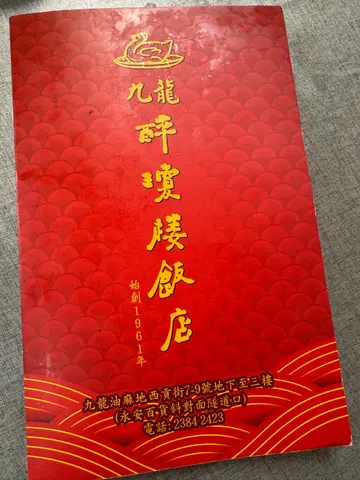 九龍
醉瓊樓飯店
始創1961年
九龍油麻地西貢街7-9號地下至三樓
(永安百貨斜對面隧道口)
電話:2384 2423